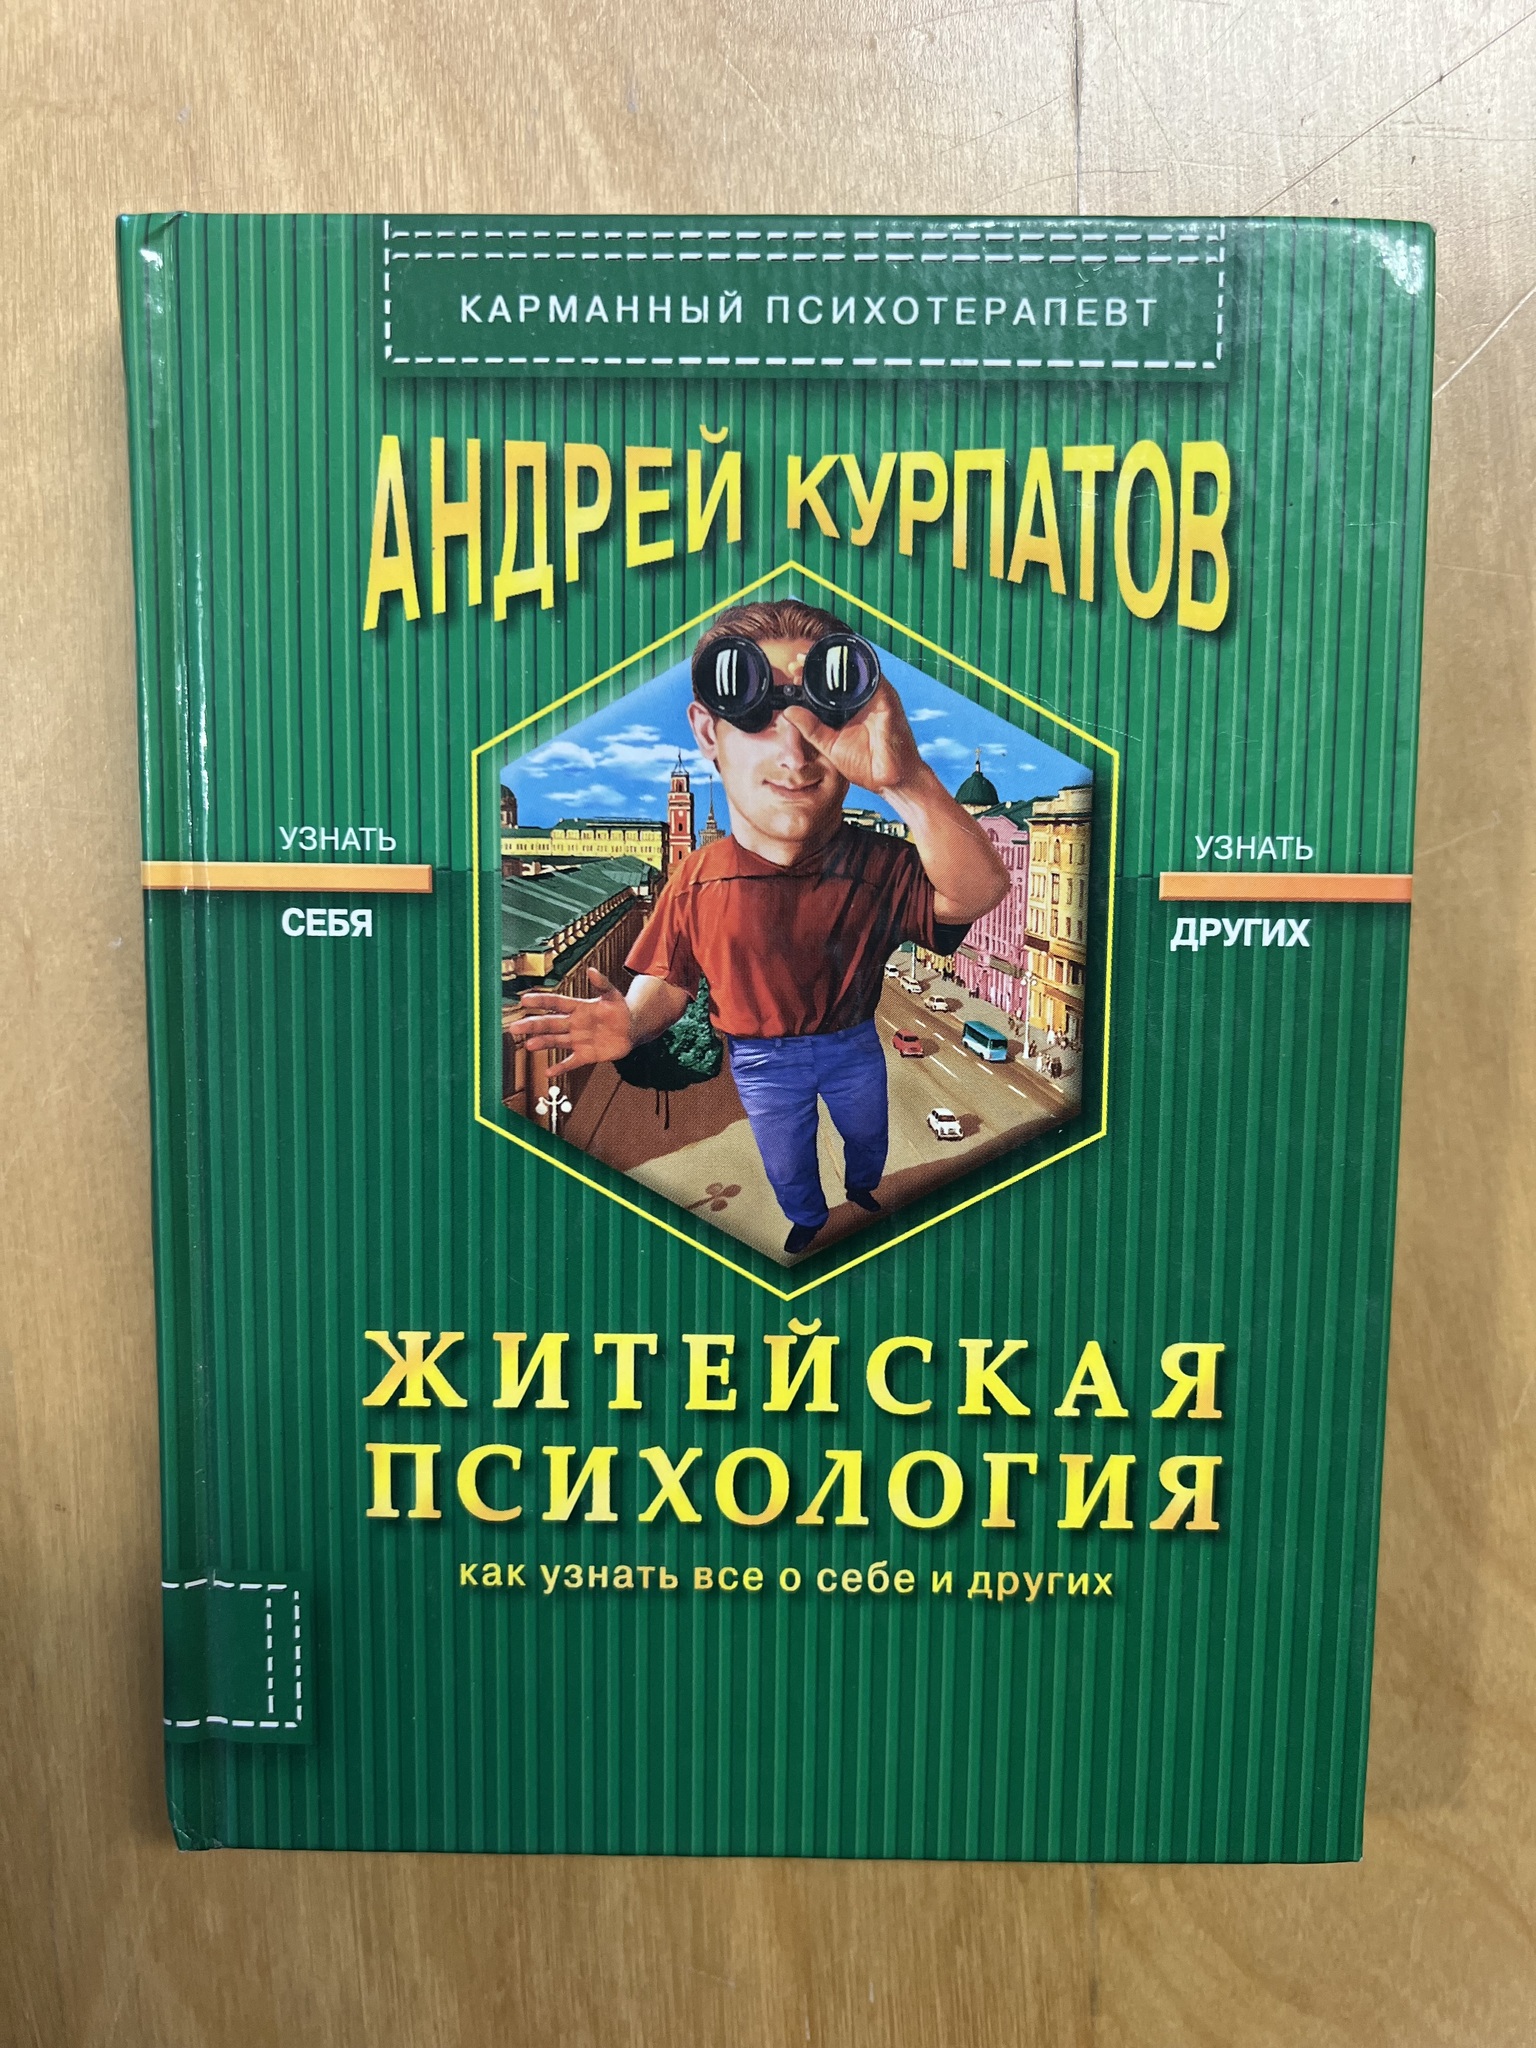 КАРМАННЫЙ ПСИХОТЕРАПЕВТ
АНДРЕЙ КУРПАТОВ
УЗНАТЬ
СЕБЯ
УЗНАТЬ
ДРУГИХ
ЖИТЕЙСКАЯ
ПСИХОЛОГИЯ
как узнать все о себе и других